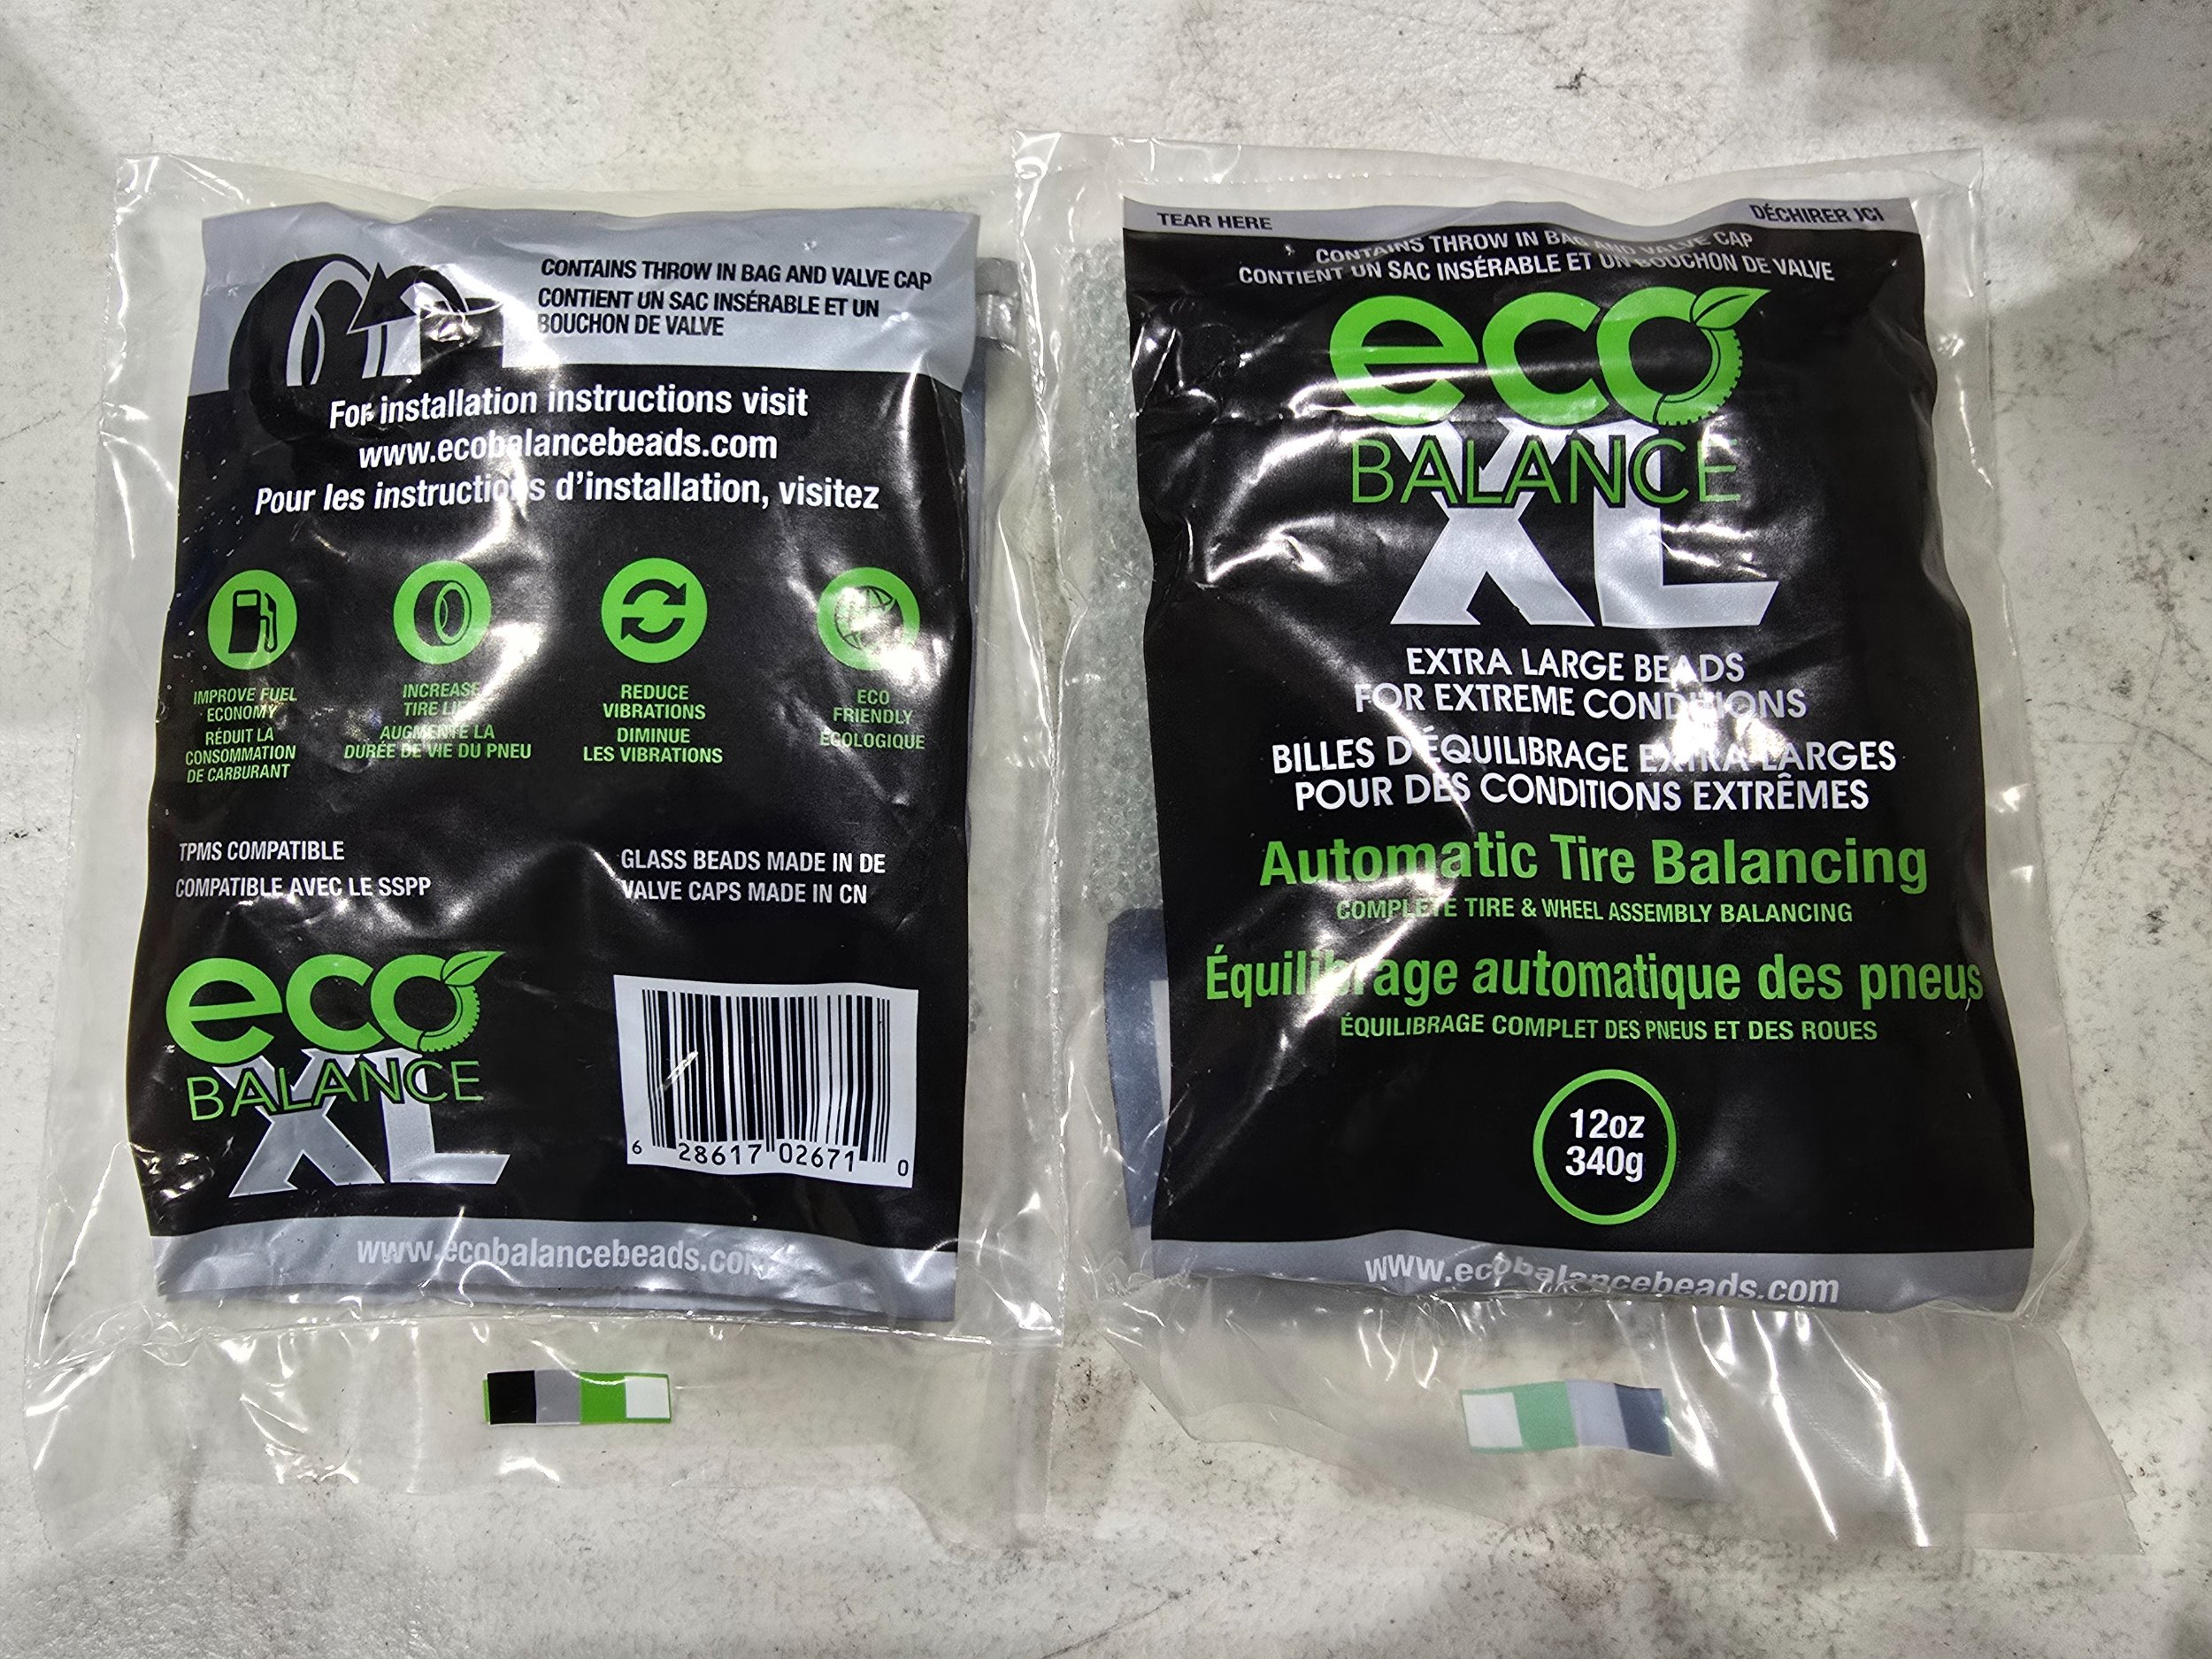 CONTAINS THROW IN BAG AND VALVE CAP
CONTIENT UN SAC INSÉRABLE ET UN
BOUCHON DE VALVE
For installation instructions visit
www.ecobalancebeads.com
Pour les instructions d'installation, visitez
IMPROVE FUEL
ECONOMY
RÉDUIT LA
CONSOMMATION
DE CARBURANT
INCREASE
TIRE LIFE
AUGMENTE LA
DURÉE DE VIE DU PNEU
REDUCE
VIBRATIONS
DIMINUE
LES VIBRATIONS
ECO
FRIENDLY
ÉCOLOGIQUE
TPMS COMPATIBLE
COMPATIBLE AVEC LE SSPP
GLASS BEADS MADE IN DE
VALVE CAPS MADE IN CN
eco
BALANCE
XL
6 28617 02671 0
www.ecobalancebeads.com
TEAR HERE
DÉCHIRER ICI
CONTAINS THROW IN BAG AND VALVE CAP
CONTIENT UN SAC INSÉRABLE ET UN BOUCHON DE VALVE
eco
BALANCE
XL
EXTRA LARGE BEADS
FOR EXTREME CONDITIONS
BILLES D'ÉQUILIBRAGE EXTRA-LARGES
POUR DES CONDITIONS EXTRÊMES
Automatic Tire Balancing
COMPLETE TIRE & WHEEL ASSEMBLY BALANCING
Équilibrage automatique des pneus
ÉQUILIBRAGE COMPLET DES PNEUS ET DES ROUES
12oz
340g
www.ecobalancebeads.com